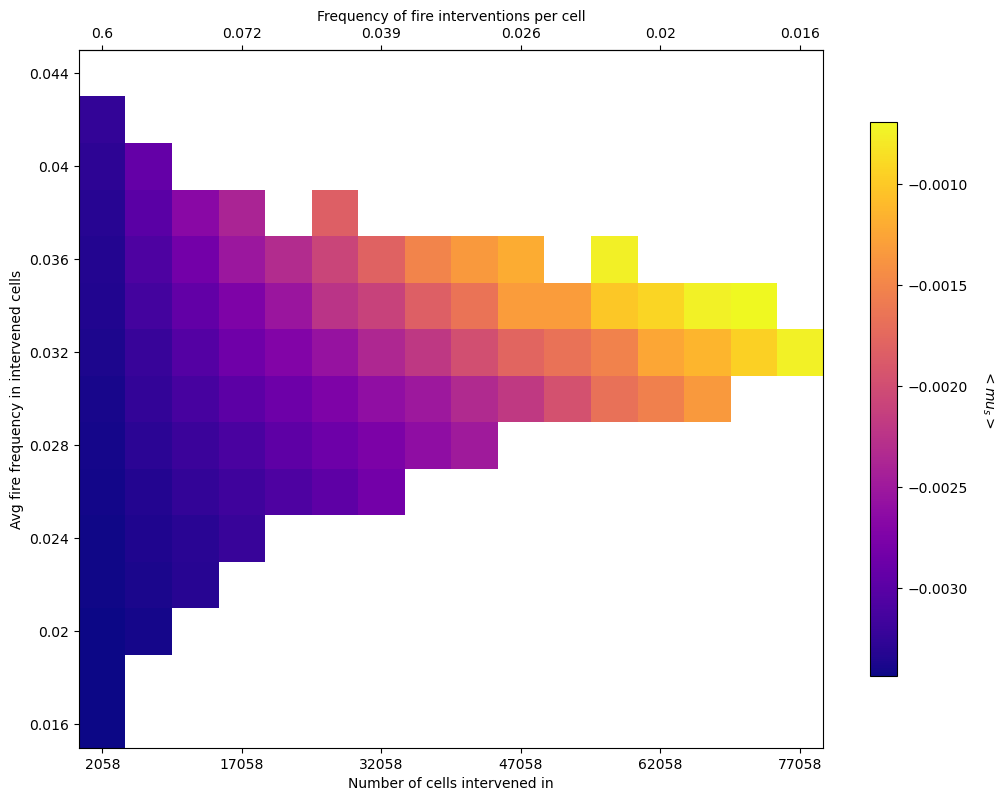 Frequency of fire interventions per cell
0.6 0.072 0.039 0.026 0.02 0.016
0.044
0.04
0.036
0.032
0.028
0.024
0.02
0.016
Avg fire frequency in intervened cells
2058 17058 32058 47058 62058 77058
Number of cells intervened in
−0.0010
−0.0015
−0.0020
−0.0025
−0.0030
< mu_s >